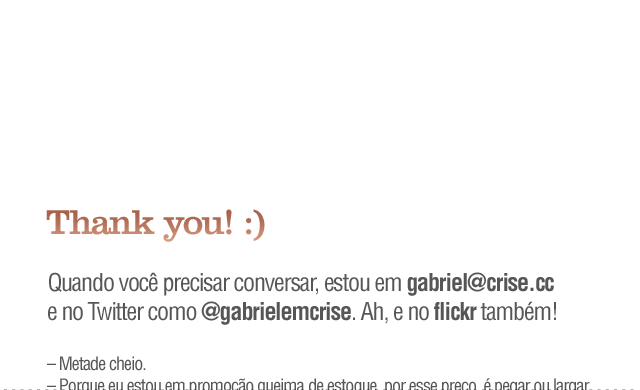 Thank you! :)
Quando você precisar conversar, estou em gabriel@crise.cc
e no Twitter como @gabrielemcrise. Ah, e no flickr também!
– Metade cheio.
– Porque eu estou em promoção queima de estoque, por esse preço, é pegar ou largar.